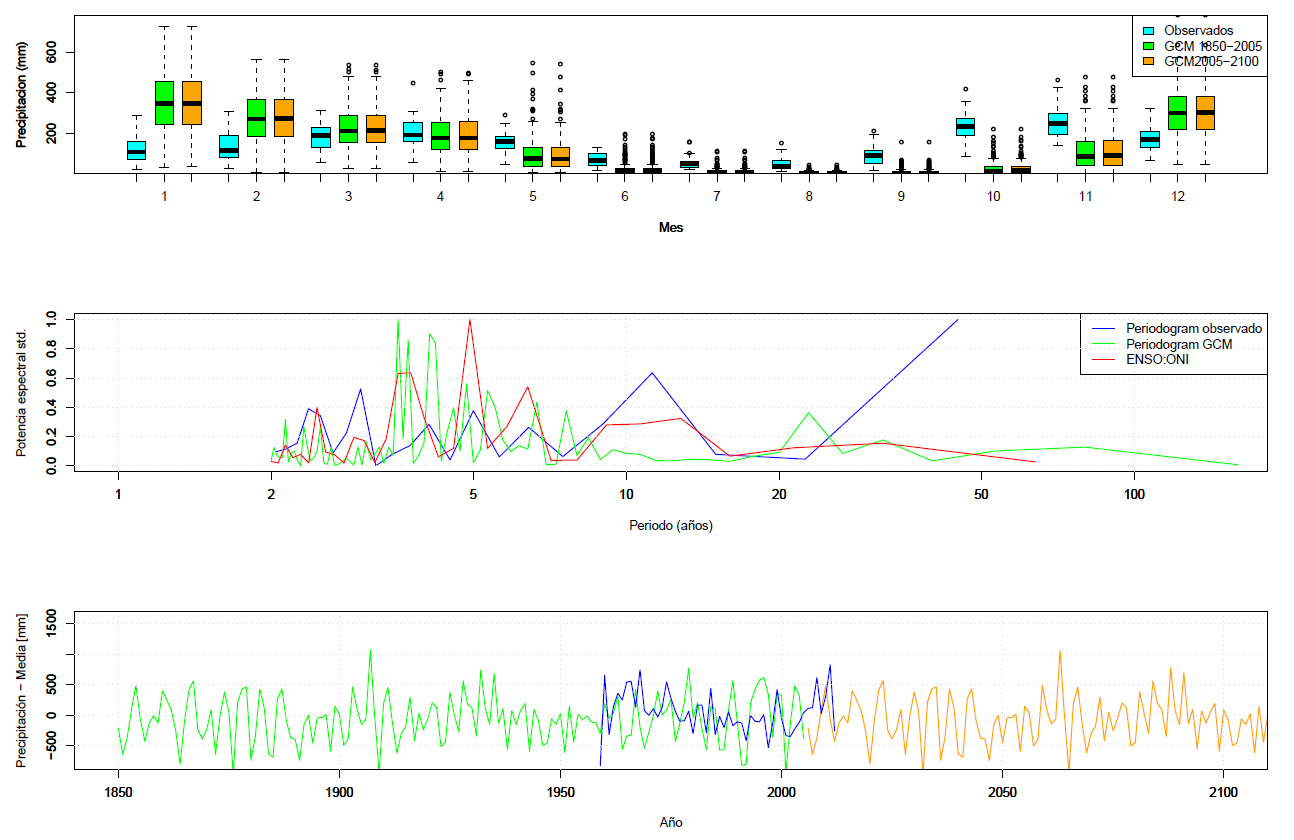 Precipitacion (mm)
600
400
200
Observados
GCM 1850−2005
GCM2005−2100
1 2 3 4 5 6 7 8 9 10 11 12
Mes
Potencia espectral std.
1.0
0.8
0.6
0.4
0.2
0.0
Periodogram observado
Periodogram GCM
ENSO:ONI
1 2 5 10 20 50 100
Periodo (años)
Precipitación − Media [mm]
1500
500
0
−500
1850 1900 1950 2000 2050 2100
Año